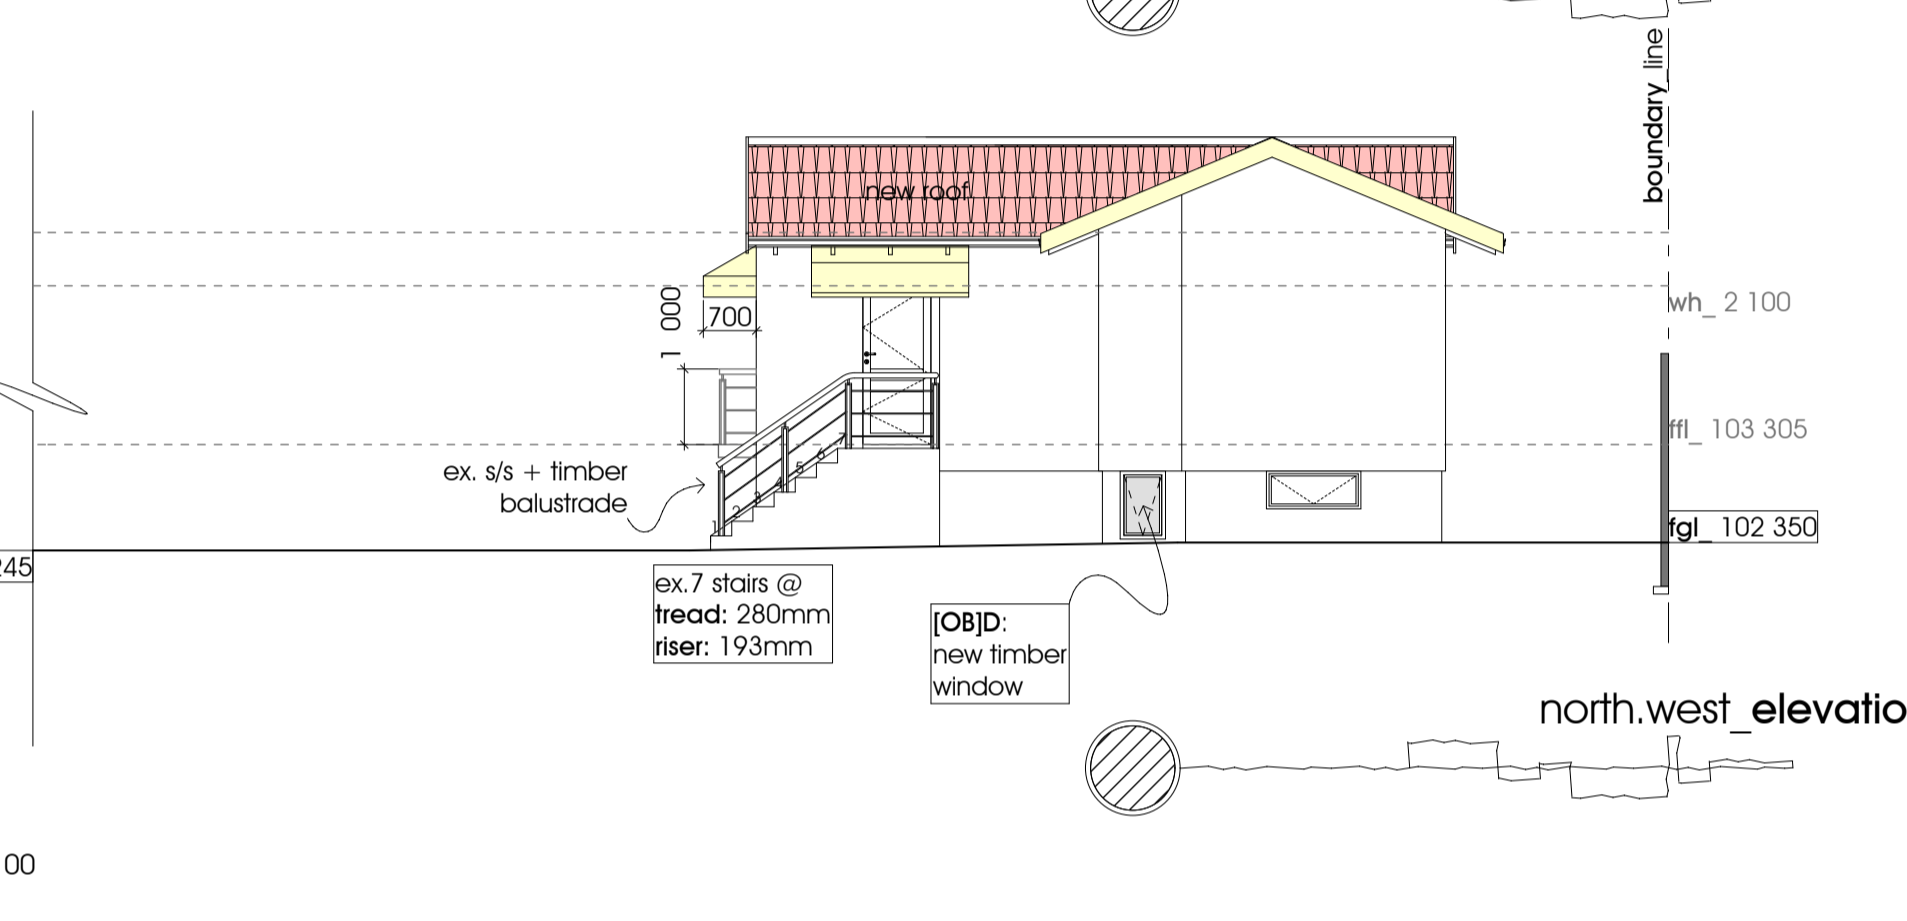 boundary_line
new roof
wh_ 2 100
1 000
700
ffl_ 103 305
ex. s/s + timber
balustrade
1
2
3
4
5
6
7
fgl_ 102 350
245
ex.7 stairs @
tread: 280mm
riser: 193mm
[OB]D:
new timber
window
north.west_elevatio
00